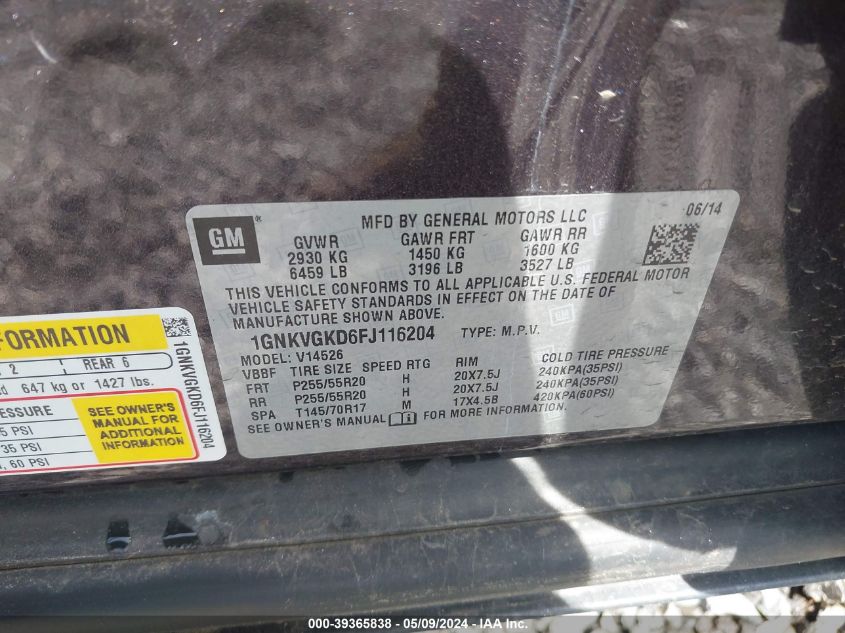 MFD BY GENERAL MOTORS LLC 06/14
GM®
GVWR GAWR FRT GAWR RR
2930 KG 1450 KG 1600 KG
6459 LB 3196 LB 3527 LB
THIS VEHICLE CONFORMS TO ALL APPLICABLE U.S. FEDERAL MOTOR
VEHICLE SAFETY STANDARDS IN EFFECT ON THE DATE OF
MANUFACTURE SHOWN ABOVE.
1GNKVGKD6FJ116204 TYPE: M.P.V.
MODEL: V14526
VBBF TIRE SIZE SPEED RTG RIM COLD TIRE PRESSURE
FRT P255/55R20 H 20X7.5J 240KPA(35PSI)
RR P255/55R20 H 20X7.5J 240KPA(35PSI)
SPA T145/70R17 M 17X4.5B 420KPA(60PSI)
SEE OWNER'S MANUAL i FOR MORE INFORMATION.
FORMATION
2 REAR 6
d 647 kg or 1427 lbs.
PRESSURE
5 PSI
35 PSI
, 60 PSI
SEE OWNER'S
MANUAL FOR
ADDITIONAL
INFORMATION
1GNKVGKD6FJ116204
000-39365838 - 05/09/2024 - IAA Inc.